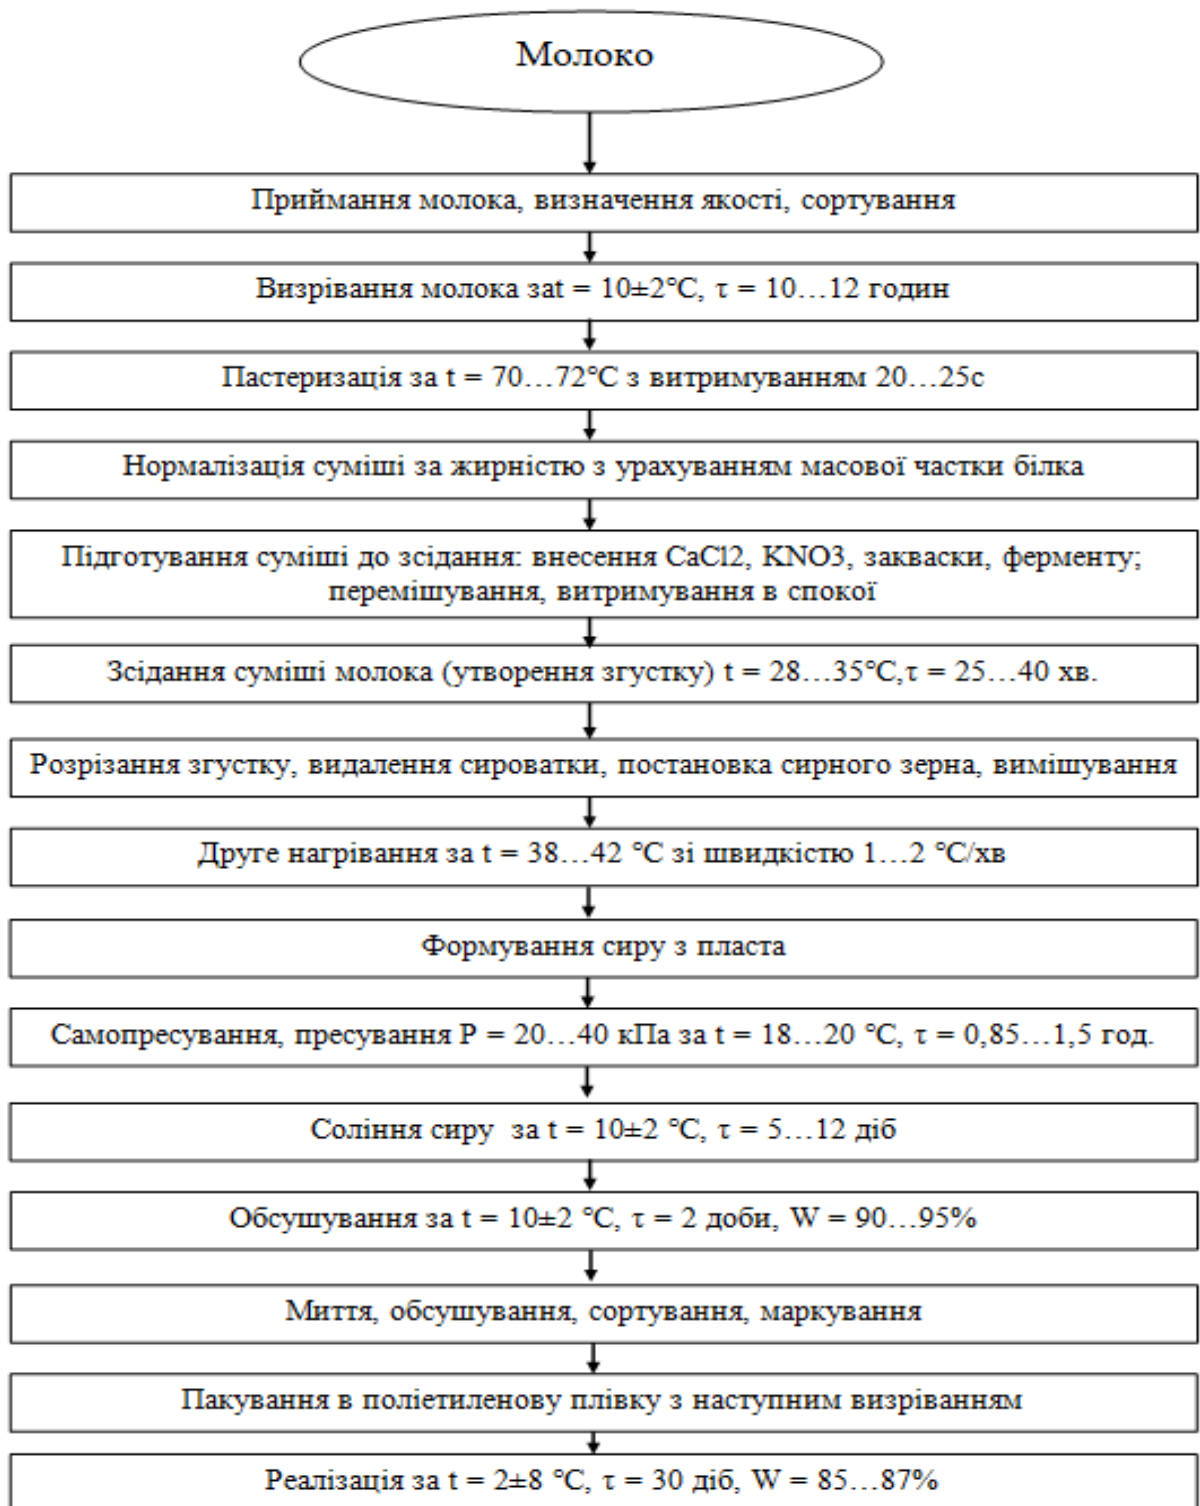 Молоко
Приймання молока, визначення якості, сортування
Визрівання молока заt = 10±2°C, τ = 10…12 годин
Пастеризація за t = 70…72°C з витримуванням 20…25с
Нормалізація суміші за жирністю з урахуванням масової частки білка
Підготування суміші до зсідання: внесення CaCl2, KNO3, закваски, ферменту;
перемішування, витримування в спокої
Зсідання суміші молока (утворення згустку) t = 28…35°C,τ = 25…40 хв.
Розрізання згустку, видалення сироватки, постановка сирного зерна, вимішування
Друге нагрівання за t = 38…42 °C зі швидкістю 1…2 °C/хв
Формування сиру з пласта
Самопресування, пресування P = 20…40 кПа за t = 18…20 °C, τ = 0,85…1,5 год.
Соління сиру за t = 10±2 °C, τ = 5…12 діб
Обсушування за t = 10±2 °C, τ = 2 доби, W = 90…95%
Миття, обсушування, сортування, маркування
Пакування в поліетиленову плівку з наступним визріванням
Реалізація за t = 2±8 °C, τ = 30 діб, W = 85…87%